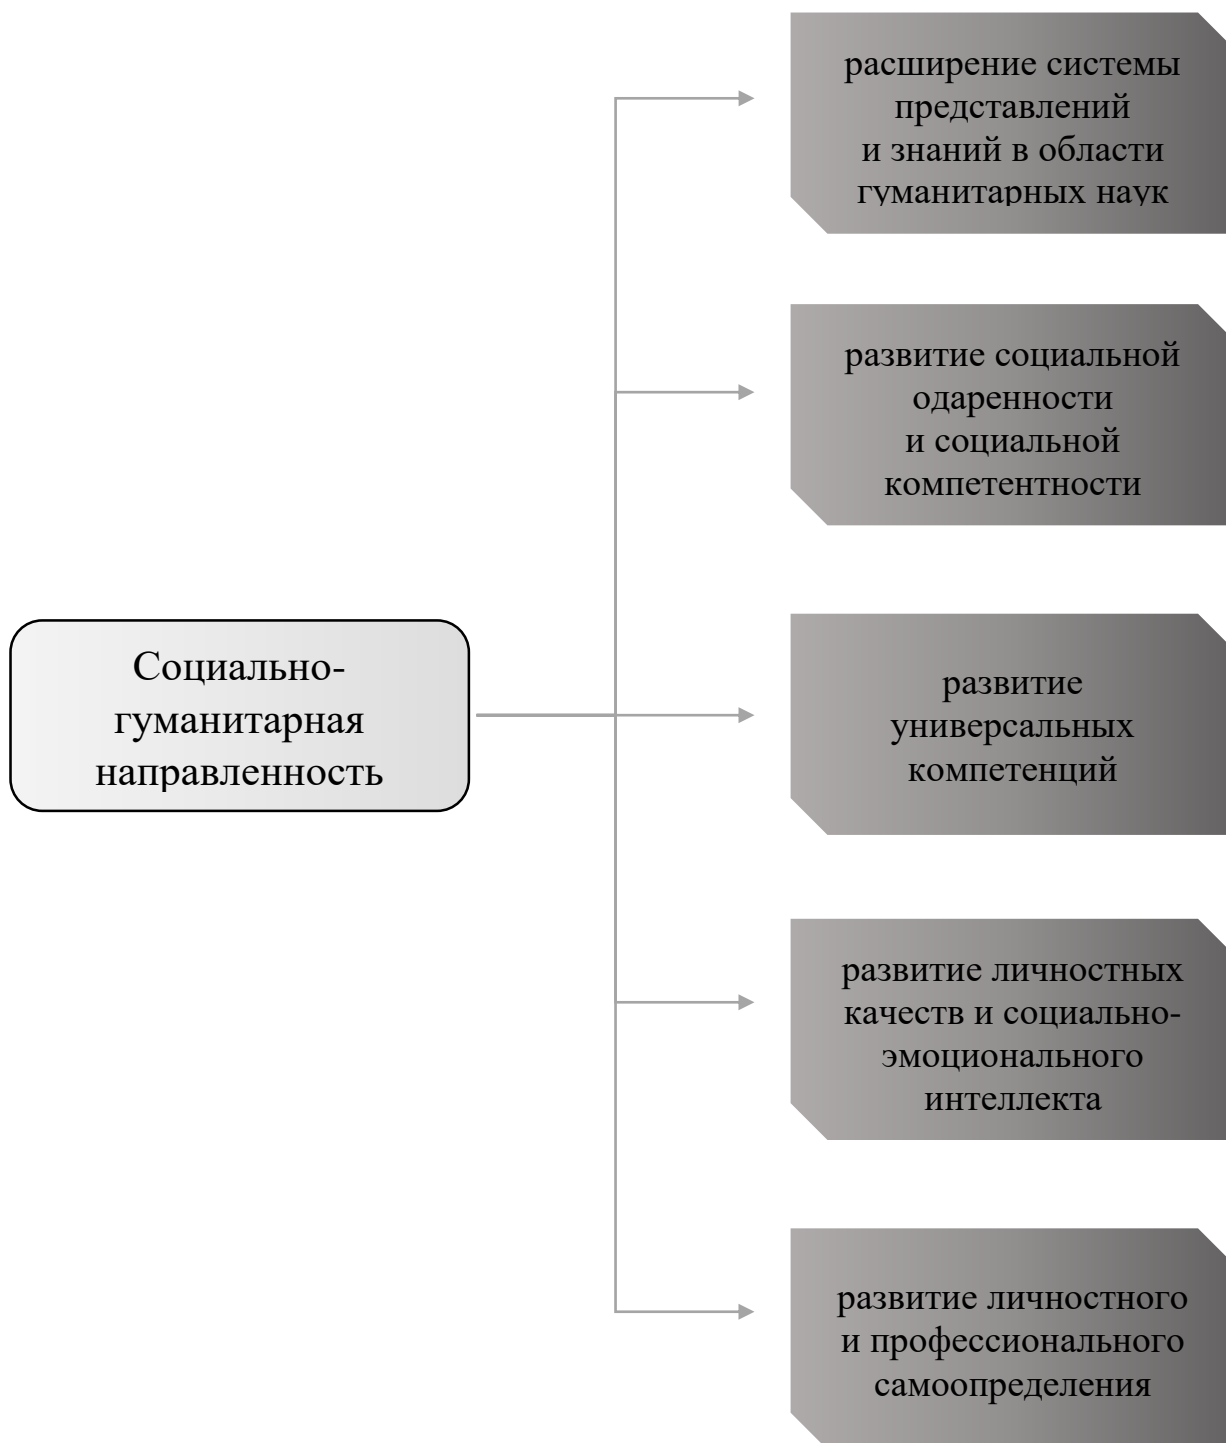 расширение системы
представлений
и знаний в области
гуманитарных наук
развитие социальной
одаренности
и социальной
компетентности
Социально-
гуманитарная
направленность
развитие
универсальных
компетенций
развитие личностных
качеств и социально-
эмоционального
интеллекта
развитие личностного
и профессионального
самоопределения